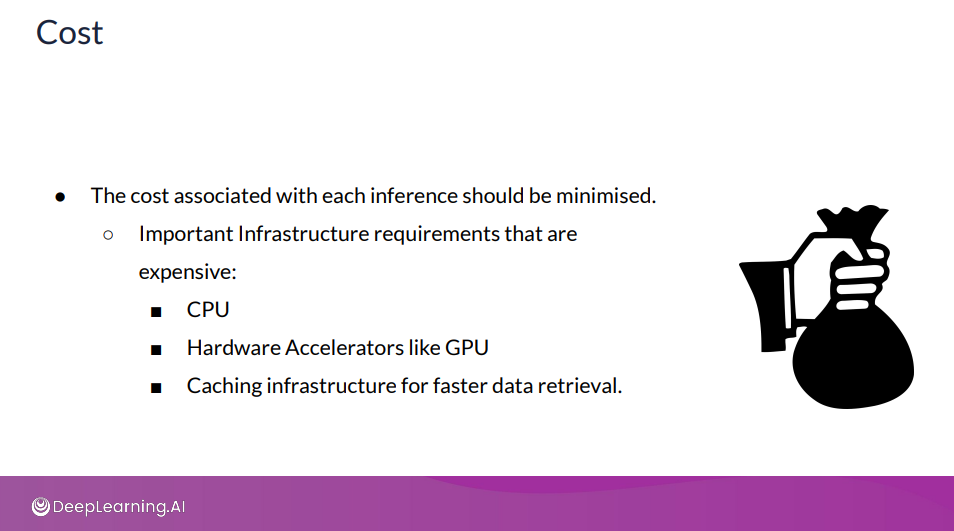 Cost
● The cost associated with each inference should be minimised.
○ Important Infrastructure requirements that are
expensive:
■ CPU
■ Hardware Accelerators like GPU
■ Caching infrastructure for faster data retrieval.
DeepLearning.AI